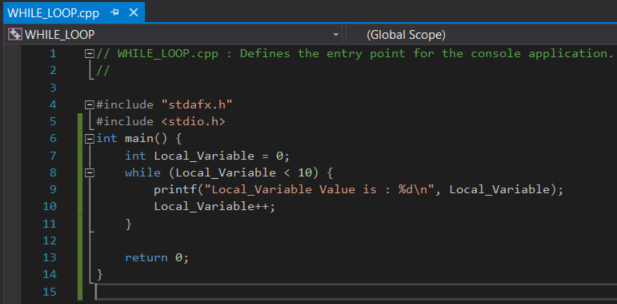 WHILE_LOOP.cpp
WHILE_LOOP (Global Scope)
1 // WHILE_LOOP.cpp : Defines the entry point for the console application.
2 //
3
4 #include "stdafx.h"
5 #include <stdio.h>
6 int main() {
7 int Local_Variable = 0;
8 while (Local_Variable < 10) {
9 printf("Local_Variable Value is : %d\n", Local_Variable);
10 Local_Variable++;
11 }
12
13 return 0;
14 }
15